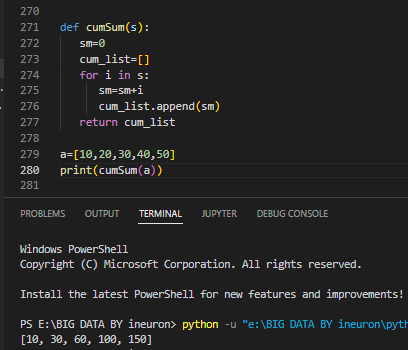 270
271 def cumSum(s):
272 sm=0
273 cum_list=[]
274 for i in s:
275 sm=sm+i
276 cum_list.append(sm)
277 return cum_list
278
279 a=[10,20,30,40,50]
280 print(cumSum(a))
281
PROBLEMS OUTPUT TERMINAL JUPYTER DEBUG CONSOLE
Windows PowerShell
Copyright (C) Microsoft Corporation. All rights reserved.
Install the latest PowerShell for new features and improvements!
PS E:\BIG DATA BY ineuron> python -u "e:\BIG DATA BY ineuron\pyth
[10, 30, 60, 100, 150]